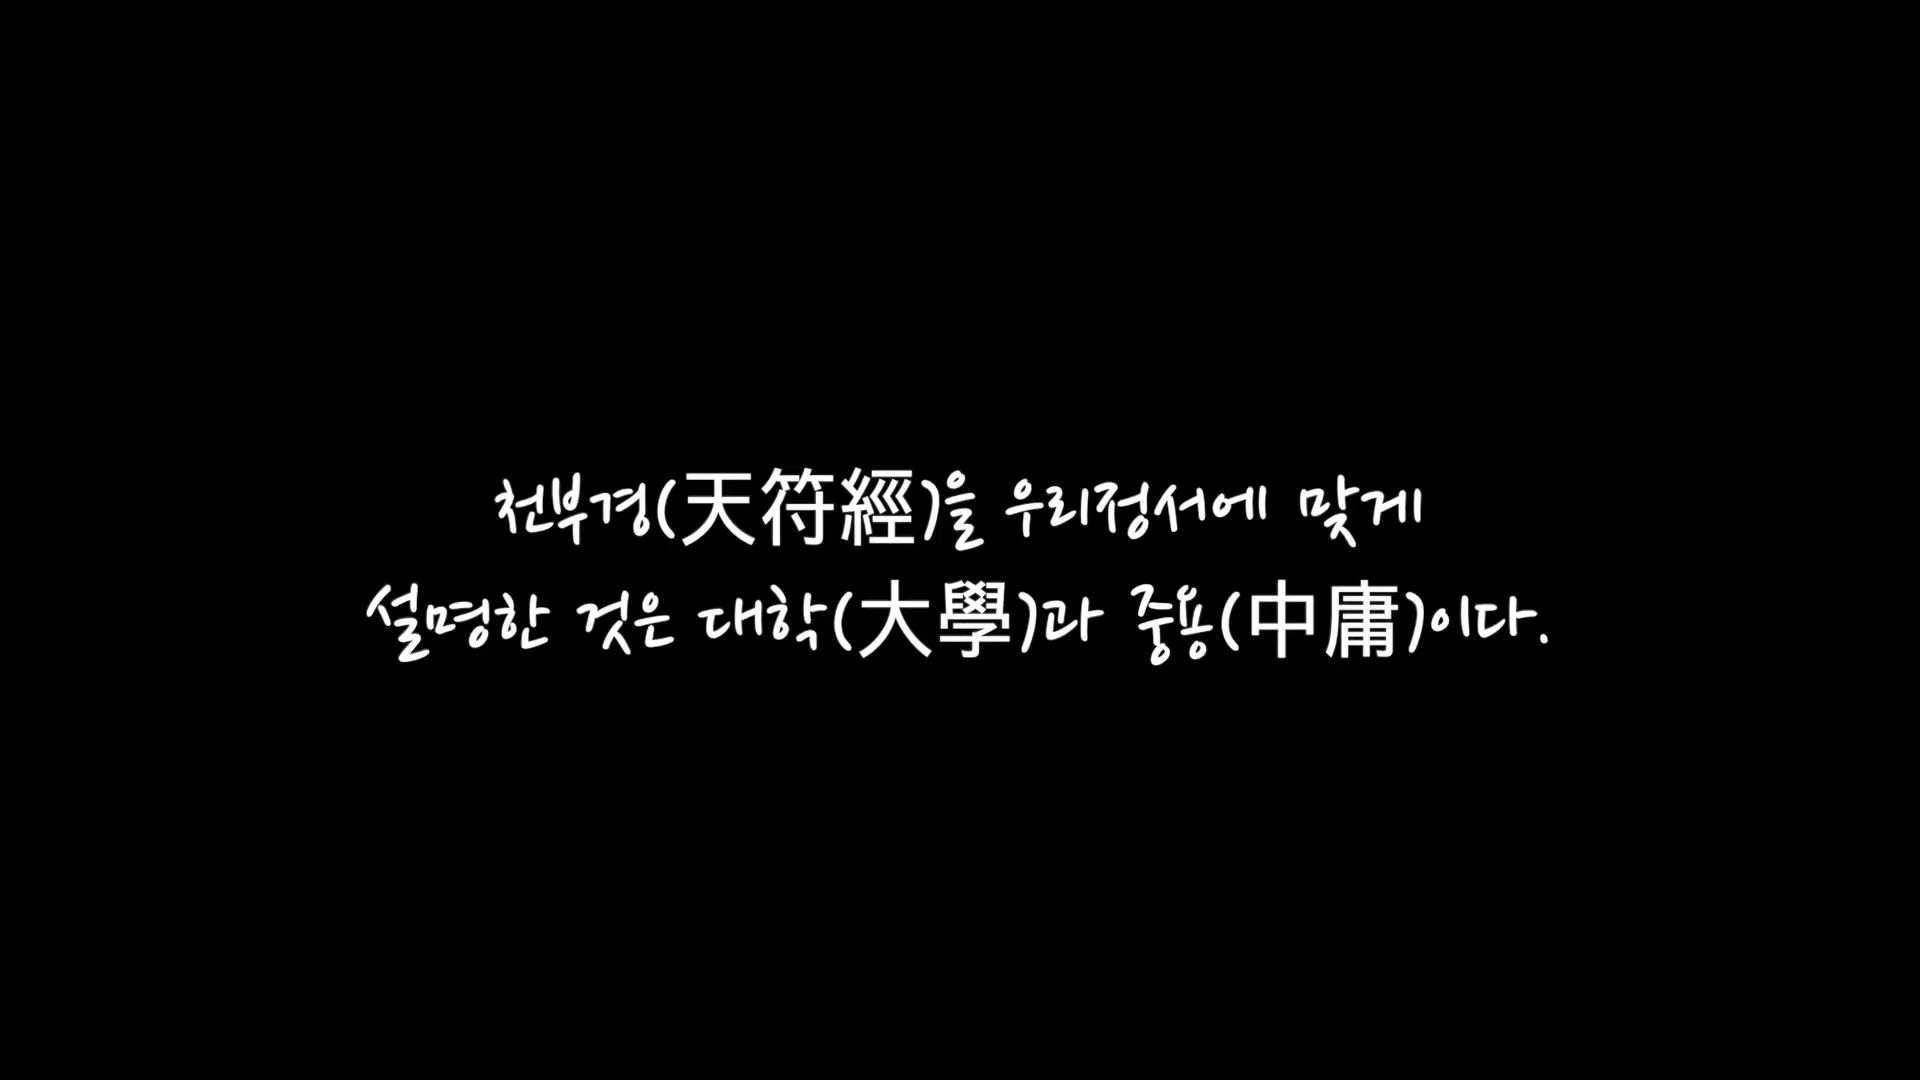 천부경(天符經)을 우리정서에 맞게
설명한 것은 대학(大學)과 중용(中庸)이다.